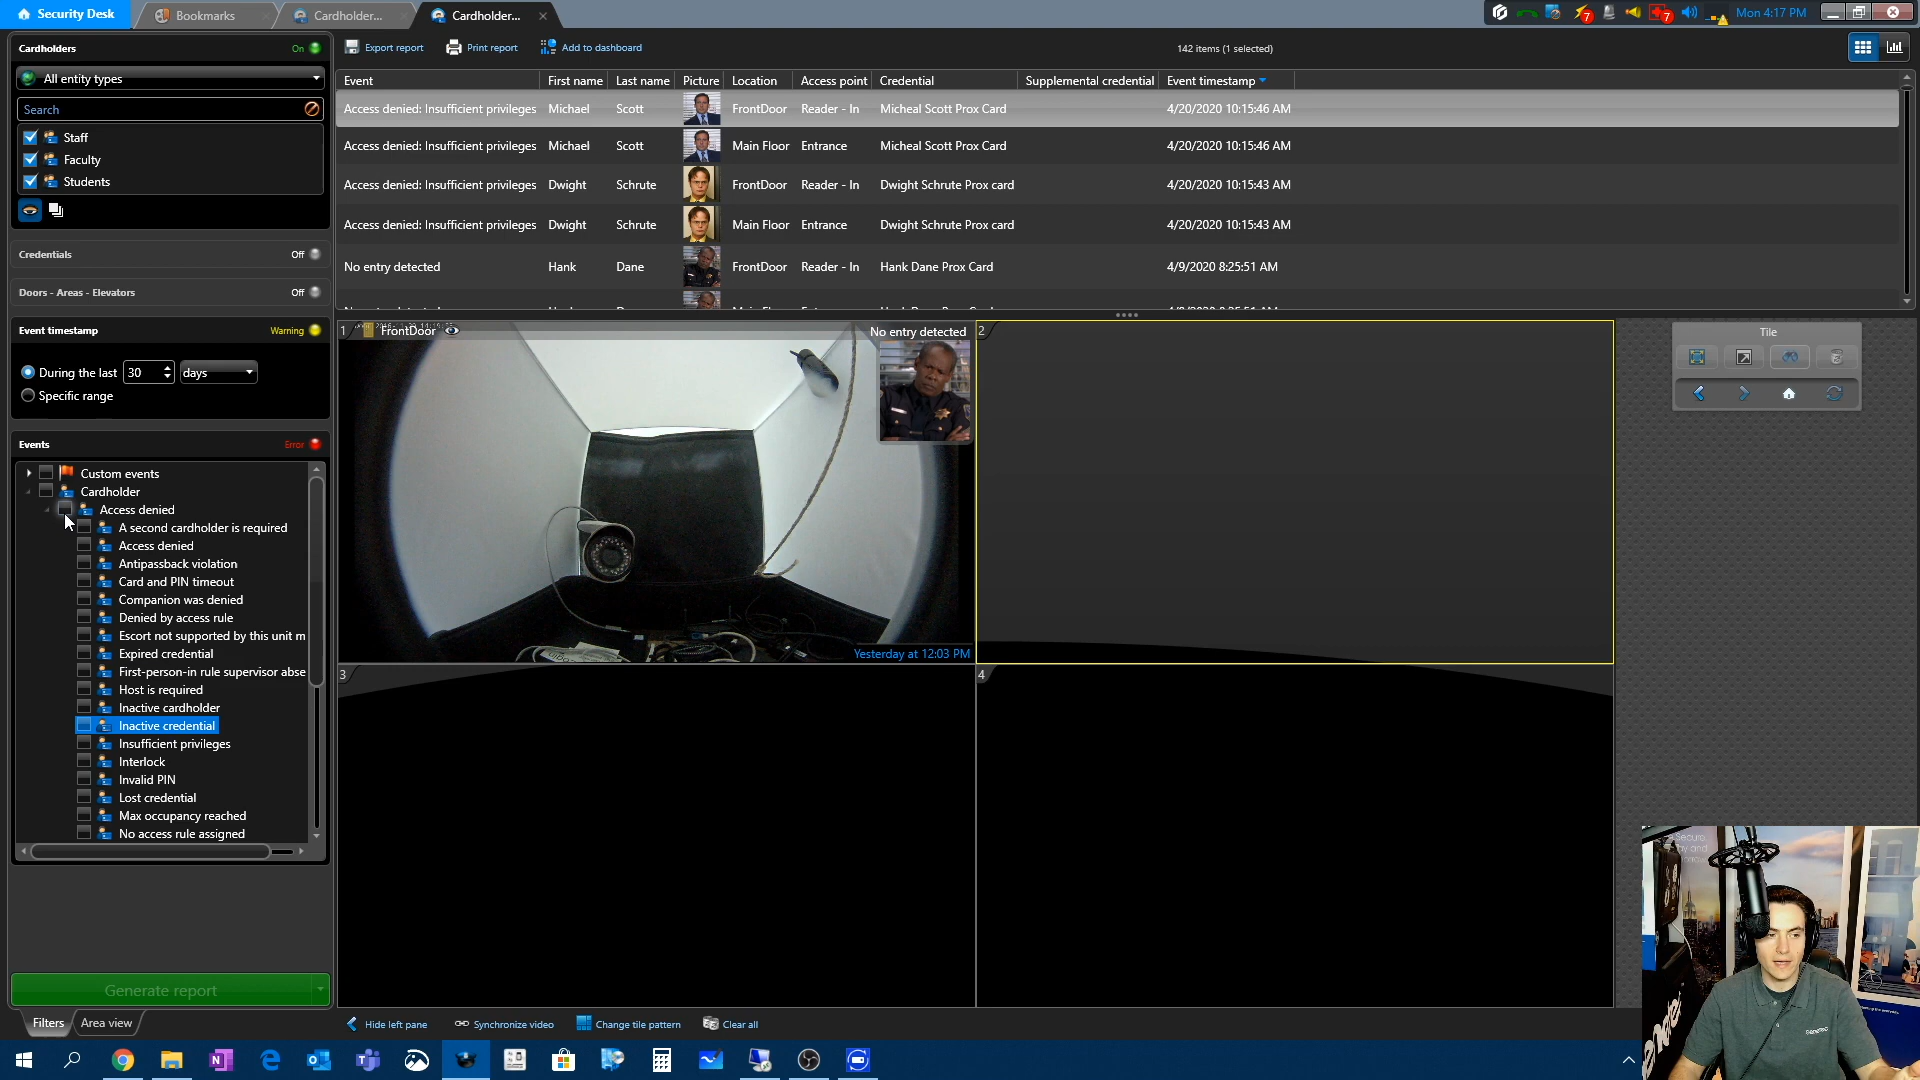 Security Desk
Bookmarks
Cardholder...
Cardholder...
7
7
Mon 4:17 PM
Cardholders
On
All entity types
Search
Staff
Faculty
Students
Credentials
Off
Doors - Areas - Elevators
Off
Event timestamp
Warning
During the last
30
days
Specific range
Events
Error
Custom events
Cardholder
Access denied
A second cardholder is required
Access denied
Antipassback violation
Card and PIN timeout
Companion was denied
Denied by access rule
Escort not supported by this unit m
Expired credential
First-person-in rule supervisor abse
Host is required
Inactive cardholder
Inactive credential
Insufficient privileges
Interlock
Invalid PIN
Lost credential
Max occupancy reached
No access rule assigned
Generate report
Filters
Area view
Export report
Print report
Add to dashboard
142 items (1 selected)
Event First name Last name Picture Location Access point Credential Supplemental credential Event timestamp
Access denied: Insufficient privileges Michael Scott FrontDoor Reader - In Micheal Scott Prox Card 4/20/2020 10:15:46 AM
Access denied: Insufficient privileges Michael Scott Main Floor Entrance Micheal Scott Prox Card 4/20/2020 10:15:46 AM
Access denied: Insufficient privileges Dwight Schrute FrontDoor Reader - In Dwight Schrute Prox card 4/20/2020 10:15:43 AM
Access denied: Insufficient privileges Dwight Schrute Main Floor Entrance Dwight Schrute Prox card 4/20/2020 10:15:43 AM
No entry detected Hank Dane FrontDoor Reader - In Hank Dane Prox Card 4/9/2020 8:25:51 AM
1
FrontDoor
No entry detected
Yesterday at 12:03 PM
2
3
4
Tile
Hide left pane
Synchronize video
Change tile pattern
Clear all